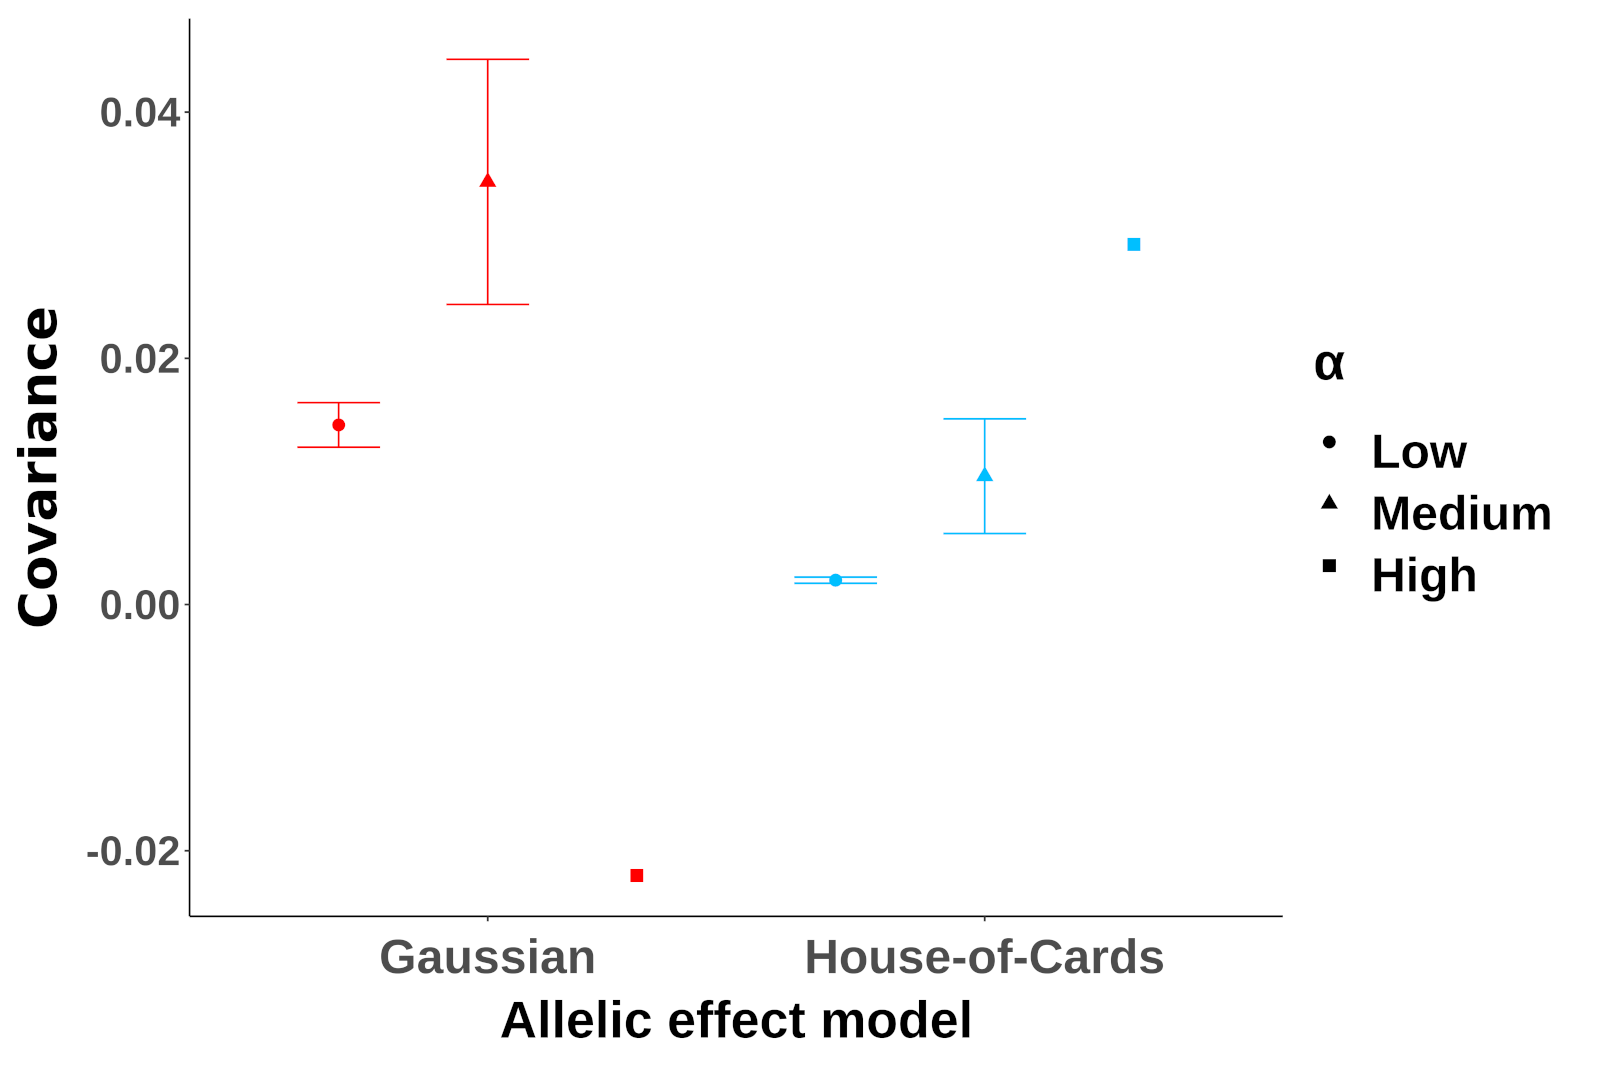 Covariance
0.04
0.02
0.00
-0.02
Gaussian
House-of-Cards
Allelic effect model
α
Low
Medium
High